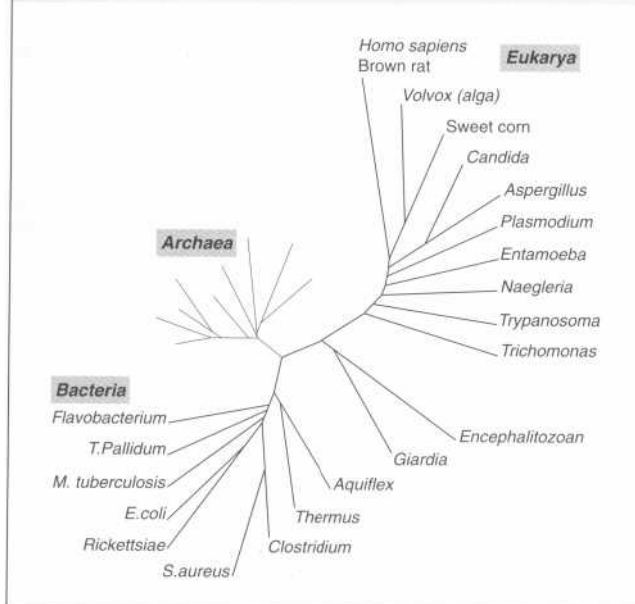 Homo sapiens
Brown rat
Eukarya
Volvox (alga)
Sweet corn
Candida
Aspergillus
Plasmodium
Entamoeba
Naegleria
Trypanosoma
Trichomonas
Archaea
Bacteria
Flavobacterium
T.Pallidum
M. tuberculosis
E.coli
Rickettsiae
S.aureus
Clostridium
Thermus
Aquiflex
Giardia
Encephalitozoan